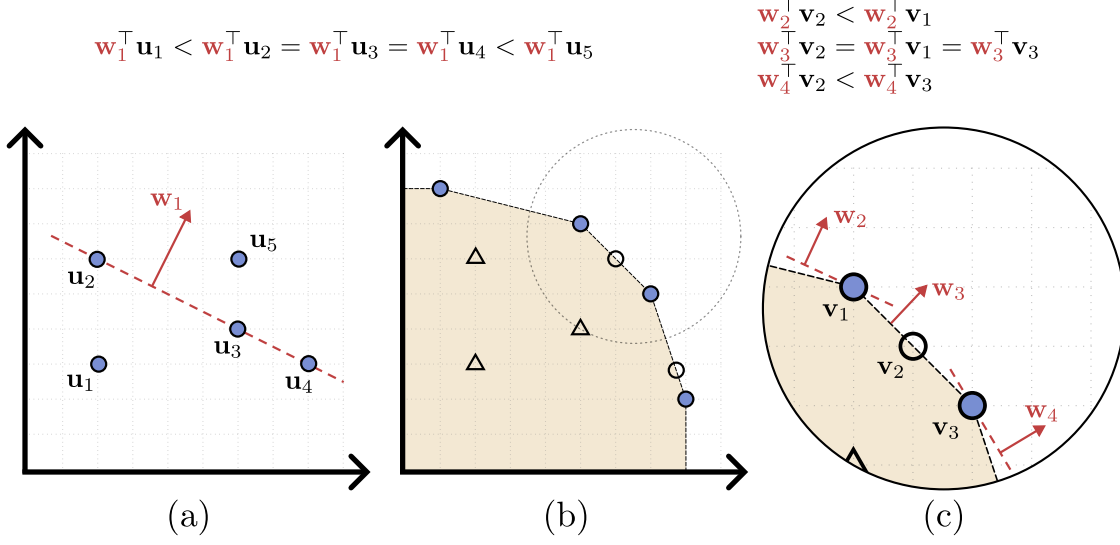 w₁⊤u₁ < w₁⊤u₂ = w₁⊤u₃ = w₁⊤u₄ < w₁⊤u₅
w₂⊤v₂ < w₂⊤v₁
w₃⊤v₂ = w₃⊤v₁ = w₃⊤v₃
w₄⊤v₂ < w₄⊤v₃
w₁
u₅
u₂
u₃
u₁
u₄
w₂
w₃
v₁
v₂
w₄
v₃
(a)
(b)
(c)